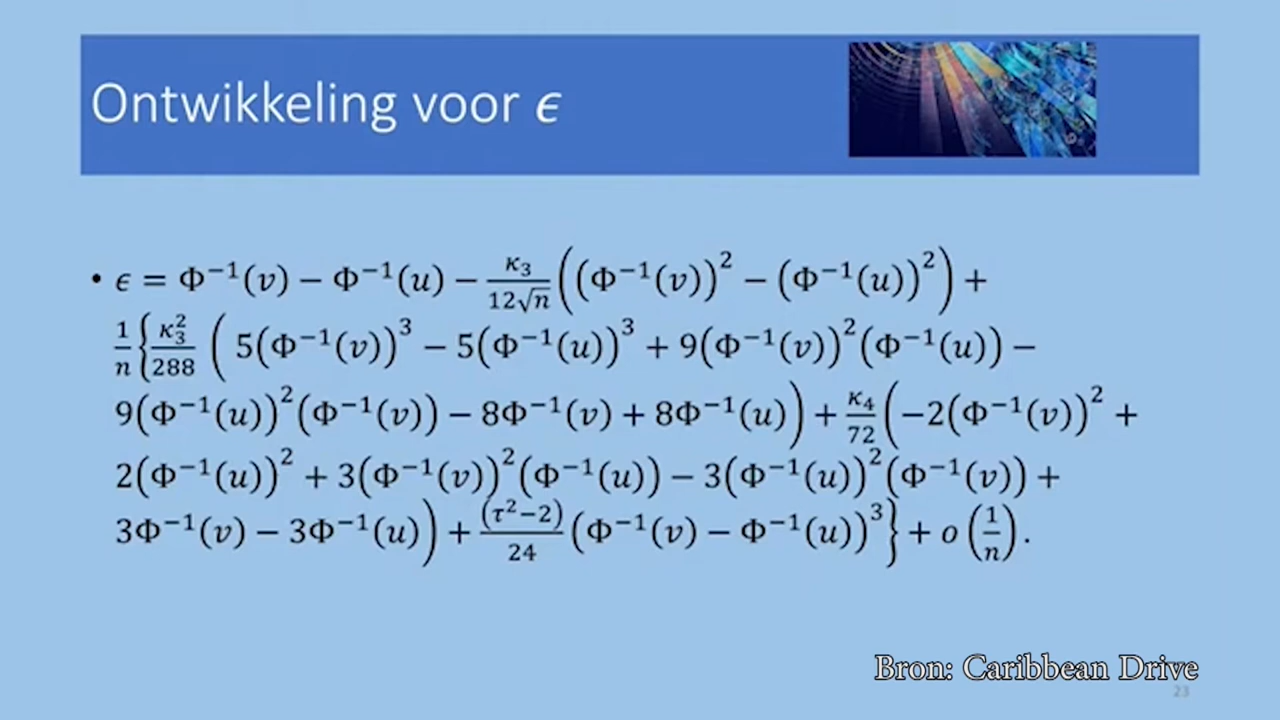 Ontwikkeling voor ϵ
• ϵ = Φ⁻¹(v) − Φ⁻¹(u) − κ₃/(12√n) ((Φ⁻¹(v))² − (Φ⁻¹(u))²) +
1/n {κ₃²/288 ( 5(Φ⁻¹(v))³ − 5(Φ⁻¹(u))³ + 9(Φ⁻¹(v))²(Φ⁻¹(u)) −
9(Φ⁻¹(u))²(Φ⁻¹(v)) − 8Φ⁻¹(v) + 8Φ⁻¹(u)) + κ₄/72 (−2(Φ⁻¹(v))² +
2(Φ⁻¹(u))² + 3(Φ⁻¹(v))²(Φ⁻¹(u)) − 3(Φ⁻¹(u))²(Φ⁻¹(v)) +
3Φ⁻¹(v) − 3Φ⁻¹(u)) + (τ²−2)/24 (Φ⁻¹(v) − Φ⁻¹(u))³} + o(1/n).
Bron: Caribbean Drive
23